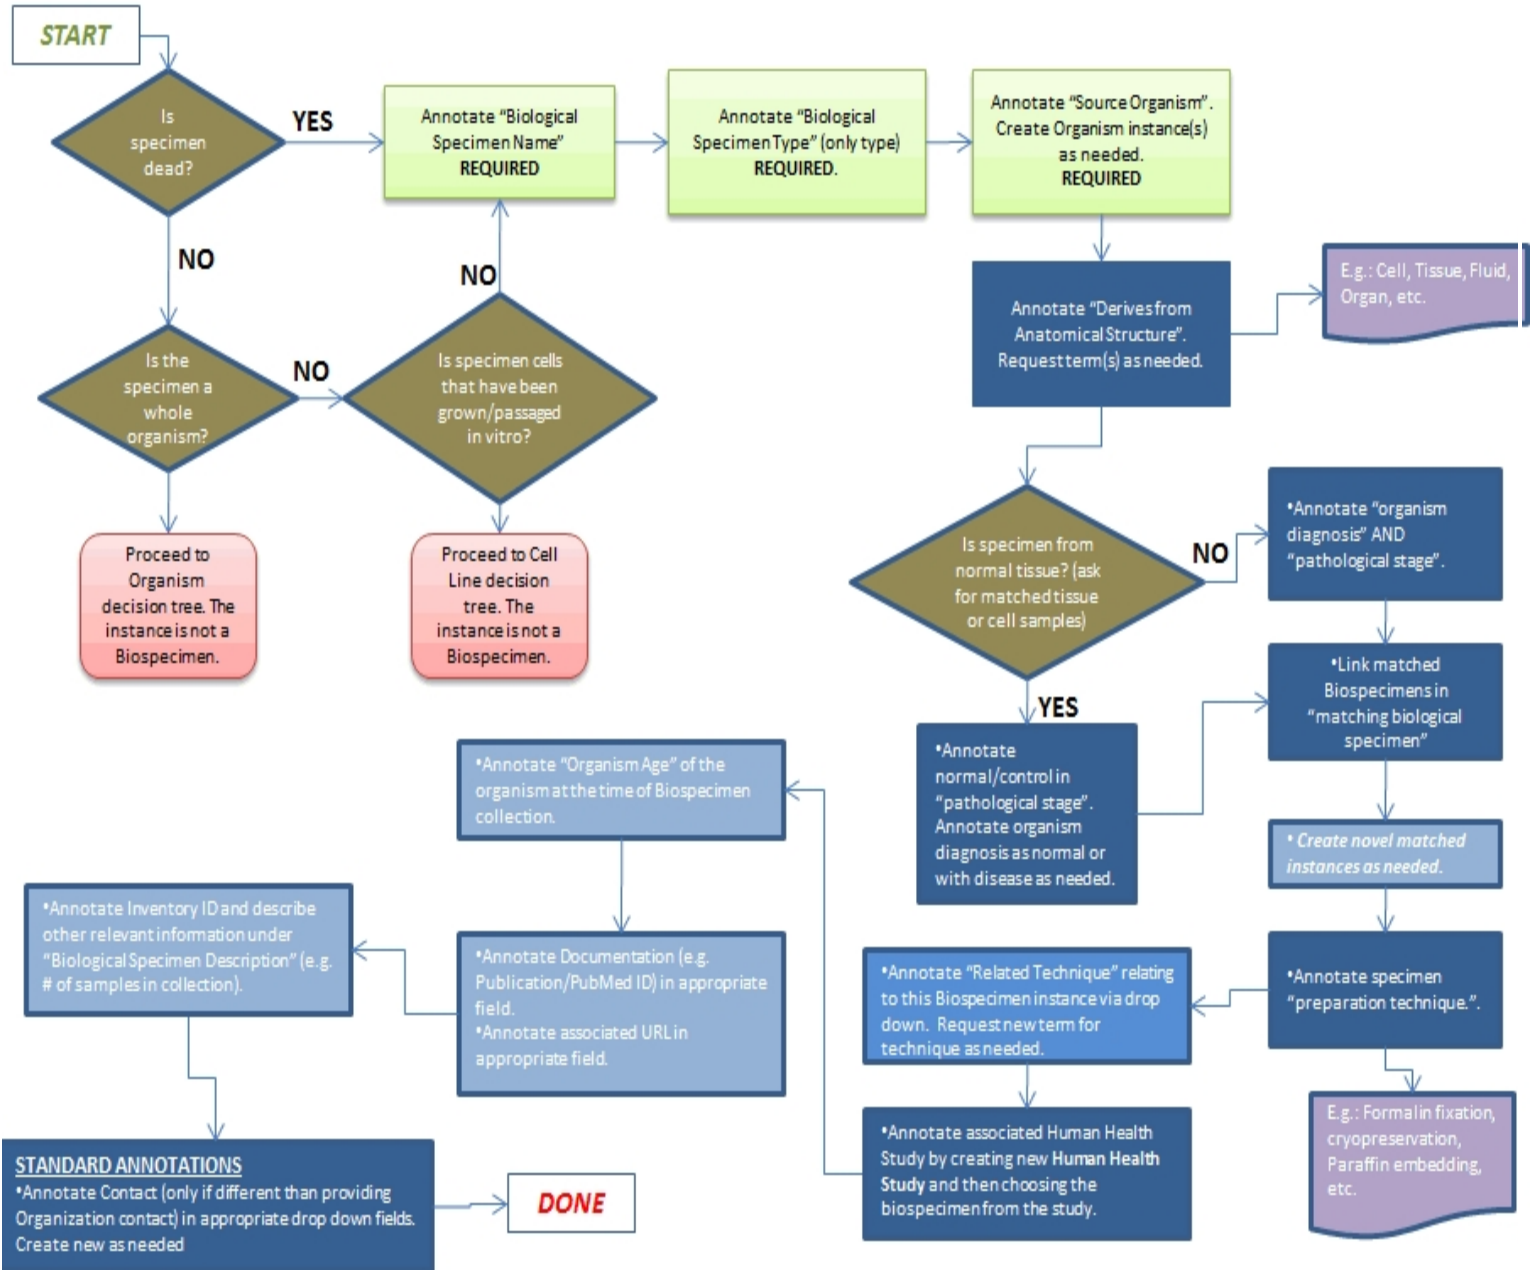 START
Is
specimen
dead?
YES
Annotate “Biological
Specimen Name”
REQUIRED
Annotate “Biological
Specimen Type” (only type)
REQUIRED.
Annotate “Source Organism”.
Create Organism instance(s)
as needed.
REQUIRED
NO
NO
Is the
specimen a
whole
organism?
NO
Is specimen cells
that have been
grown/passaged
in vitro?
Annotate “Derives from
Anatomical Structure”.
Request term(s) as needed.
E.g.: Cell, Tissue, Fluid,
Organ, etc.
Proceed to
Organism
decision tree. The
instance is not a
Biospecimen.
Proceed to Cell
Line decision
tree. The
instance is not a
Biospecimen.
Is specimen from
normal tissue? (ask
for matched tissue
or cell samples)
NO
•Annotate “organism
diagnosis” AND
“pathological stage”.
•Link matched
Biospecimens in
“matching biological
specimen”
YES
•Annotate
normal/control in
“pathological stage”.
Annotate organism
diagnosis as normal or
with disease as needed.
• Create novel matched
instances as needed.
•Annotate specimen
“preparation technique.”.
E.g.: Formalin fixation,
cryopreservation,
Paraffin embedding,
etc.
•Annotate “Related Technique” relating
to this Biospecimen instance via drop
down.  Request new term for
technique as needed.
•Annotate associated Human Health
Study by creating new Human Health
Study and then choosing the
biospecimen from the study.
•Annotate “Organism Age” of the
organism at the time of Biospecimen
collection.
•Annotate Documentation (e.g.
Publication/PubMed ID) in appropriate
field.
•Annotate associated URL in
appropriate field.
•Annotate Inventory ID and describe
other relevant information under
“Biological Specimen Description” (e.g.
# of samples in collection).
STANDARD ANNOTATIONS
•Annotate Contact (only if different than providing
Organization contact) in appropriate drop down fields.
Create new as needed
DONE